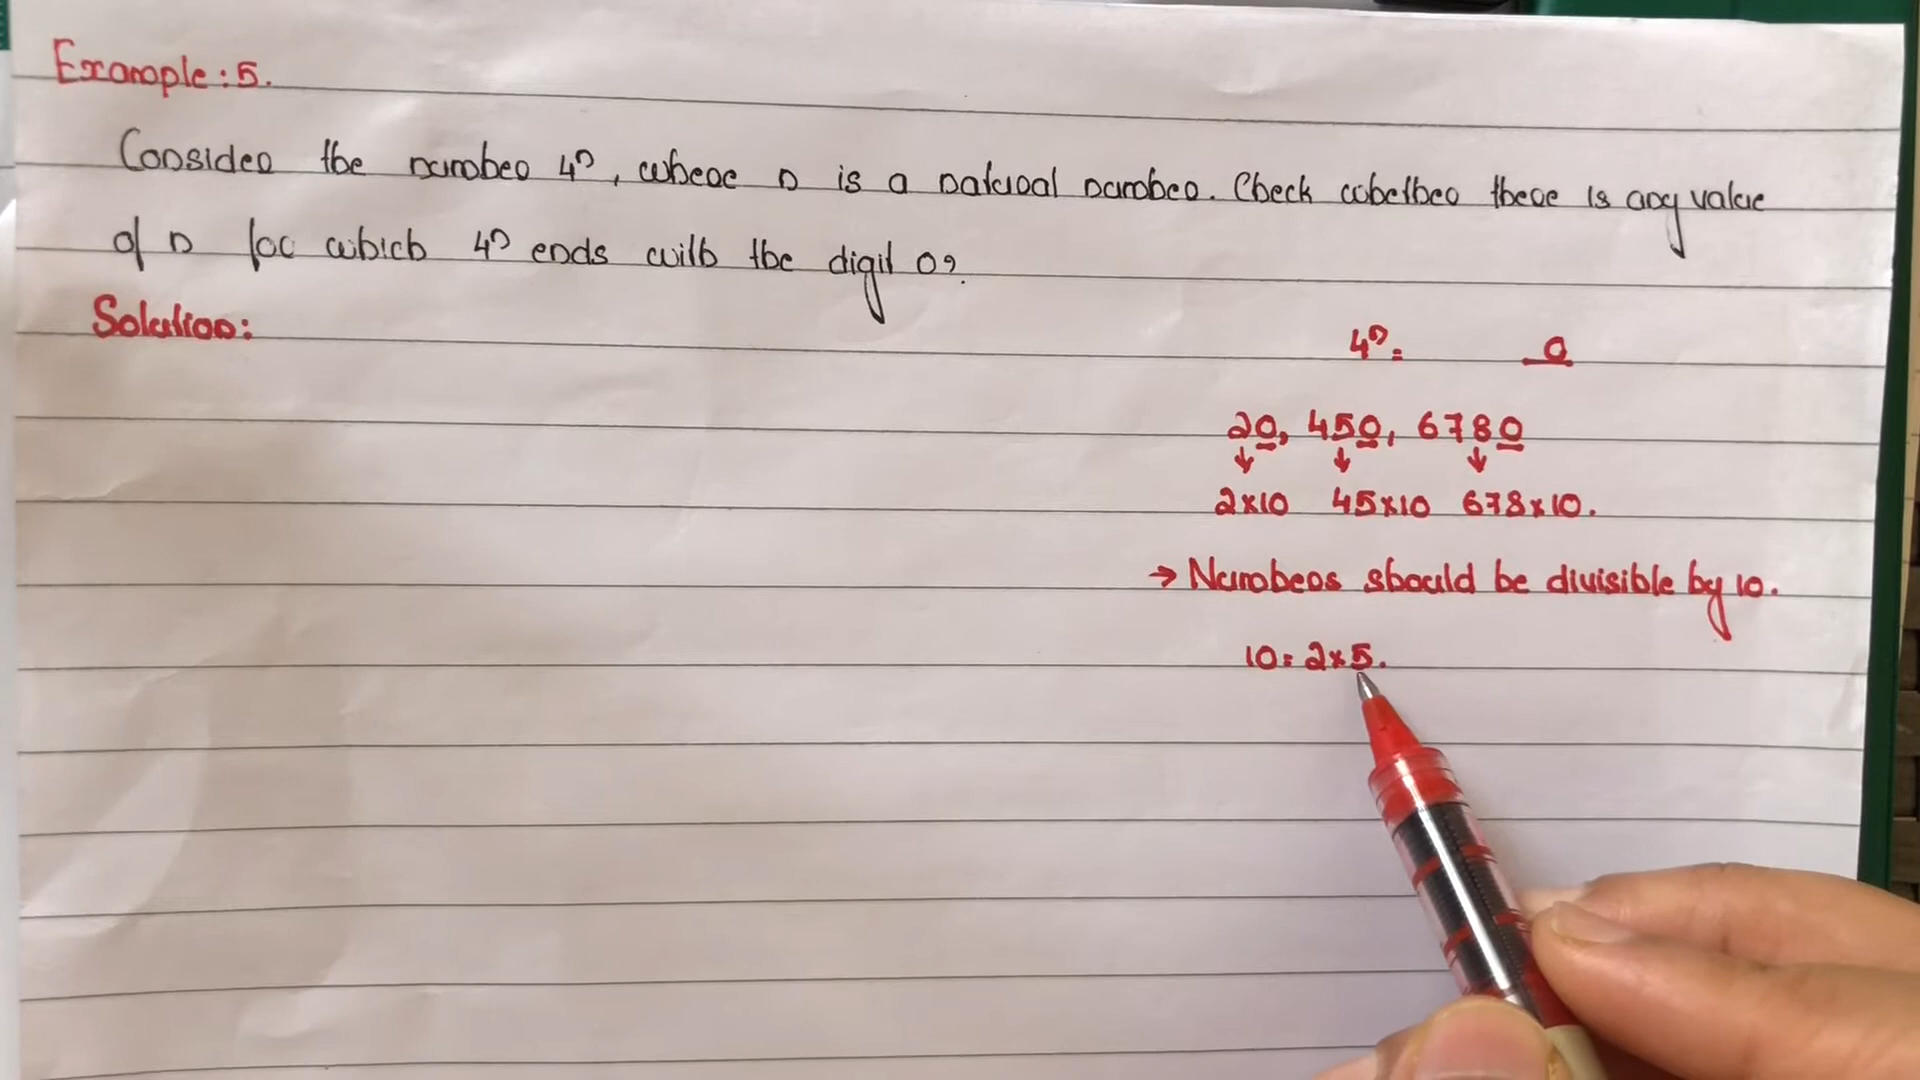 Example : 5.
Consider the number 4ⁿ, where n is a natural number. Check whether there is any value
of n for which 4ⁿ ends with the digit 0?
Solution:
4ⁿ = 0
20, 450, 6780
↓ ↓ ↓
2×10 45×10 678×10.
→ Numbers should be divisible by 10.
10 = 2×5.